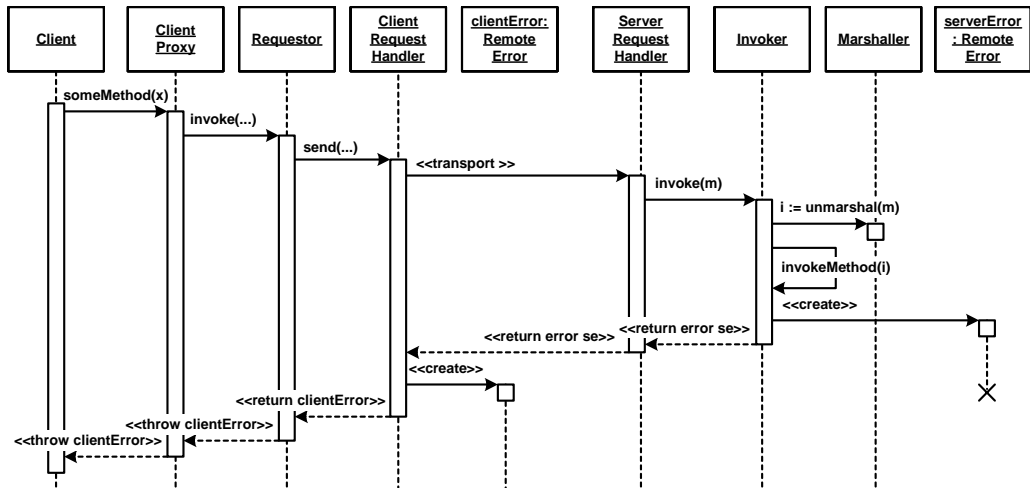 Client
Client
Proxy
Requestor
Client
Request
Handler
clientError:
Remote
Error
Server
Request
Handler
Invoker
Marshaller
serverError
: Remote
Error
someMethod(x)
invoke(...)
send(...)
<<transport >>
invoke(m)
i := unmarshal(m)
invokeMethod(i)
<<create>>
<<return error se>>
<<return error se>>
<<create>>
<<return clientError>>
<<throw clientError>>
<<throw clientError>>